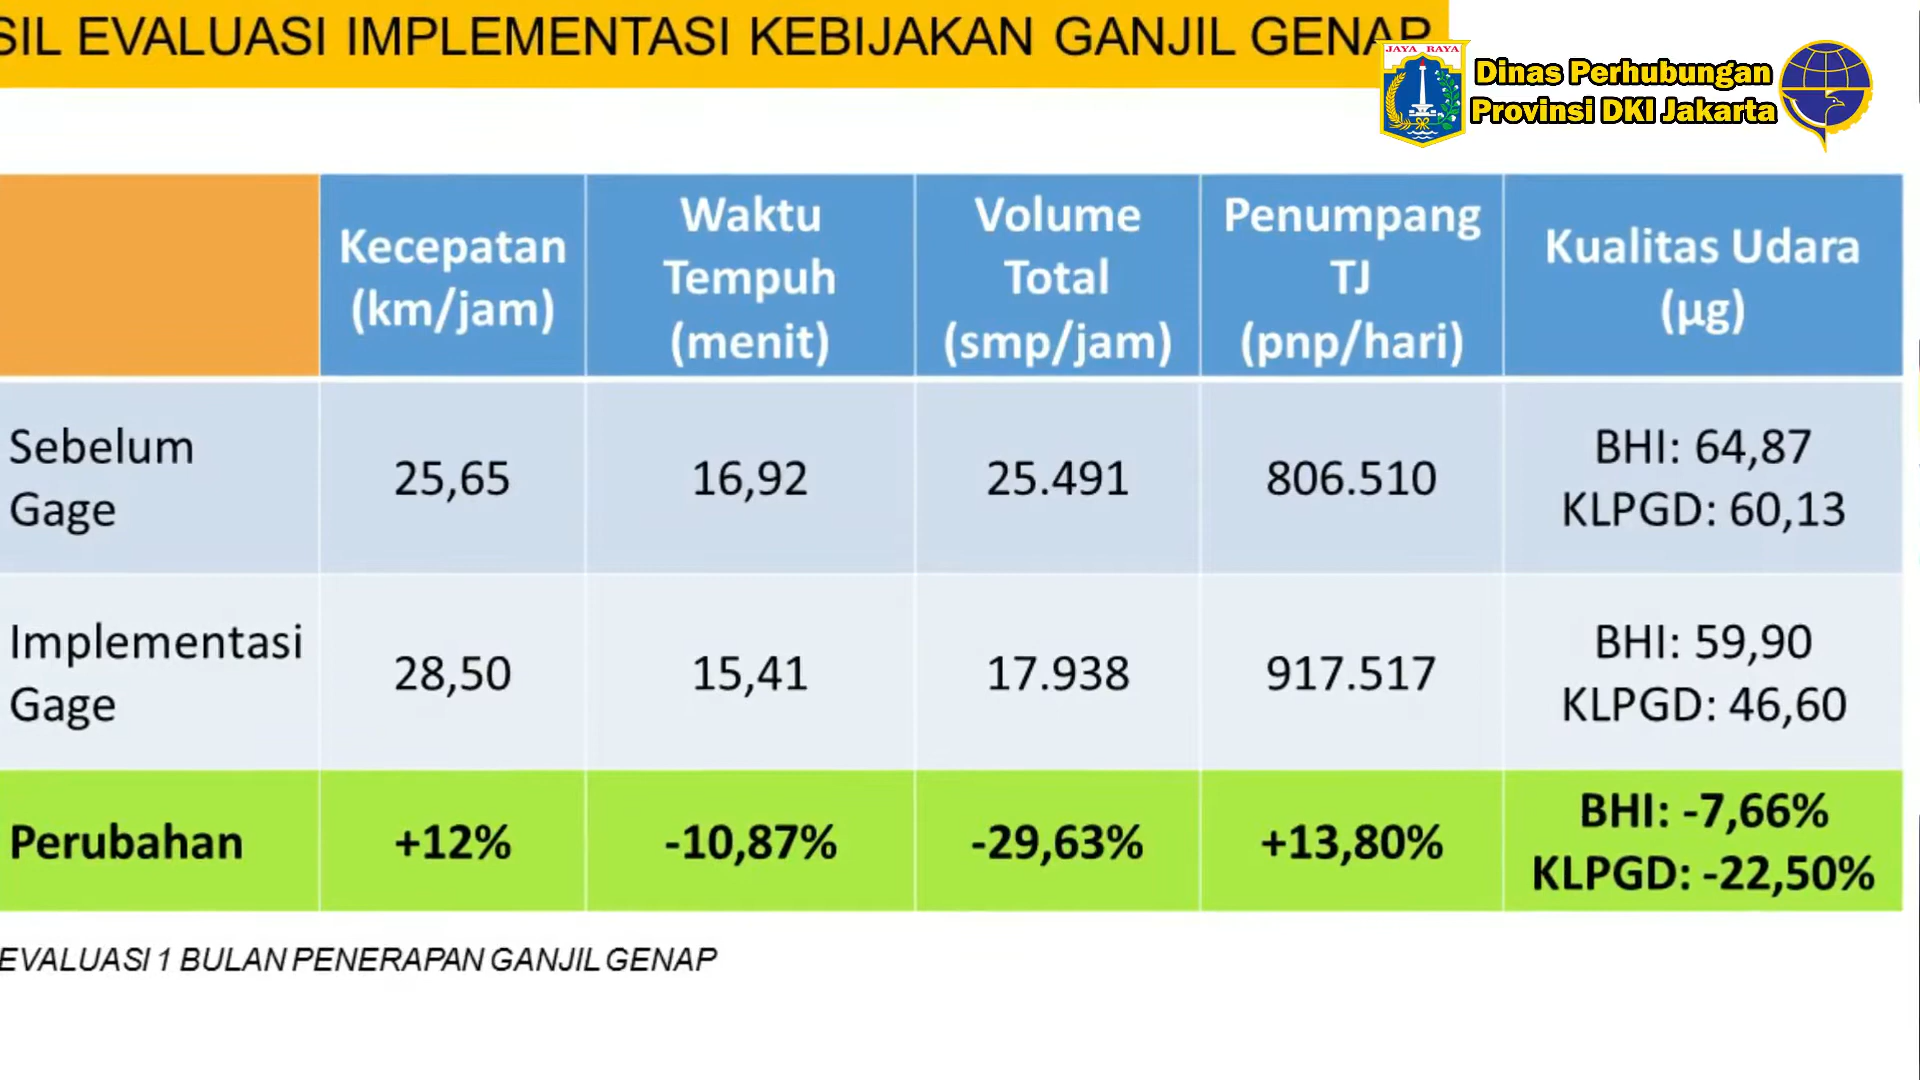 SIL EVALUASI IMPLEMENTASI KEBIJAKAN GANJIL GENAP
JAYA RAYA
Dinas Perhubungan
Provinsi DKI Jakarta
Kecepatan
(km/jam)
Waktu
Tempuh
(menit)
Volume
Total
(smp/jam)
Penumpang
TJ
(pnp/hari)
Kualitas Udara
(µg)
Sebelum
Gage
25,65
16,92
25.491
806.510
BHI: 64,87
KLPGD: 60,13
Implementasi
Gage
28,50
15,41
17.938
917.517
BHI: 59,90
KLPGD: 46,60
Perubahan
+12%
-10,87%
-29,63%
+13,80%
BHI: -7,66%
KLPGD: -22,50%
EVALUASI 1 BULAN PENERAPAN GANJIL GENAP